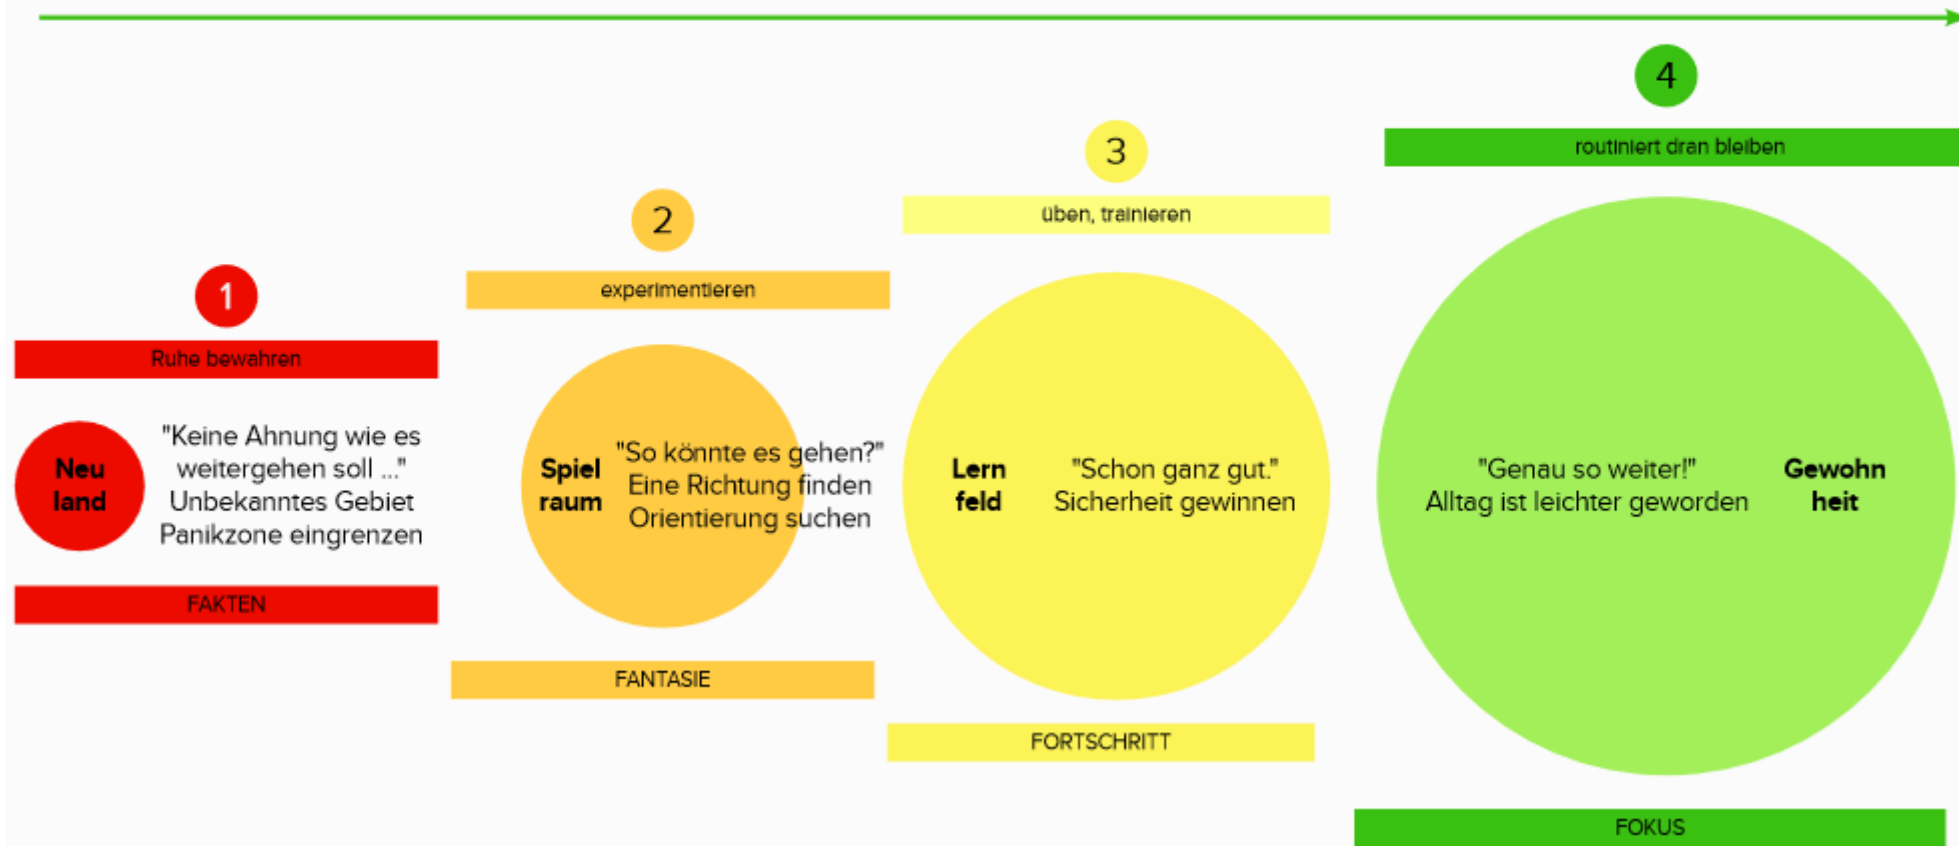 1
Ruhe bewahren
Neu
land
"Keine Ahnung wie es
weitergehen soll ..."
Unbekanntes Gebiet
Panikzone eingrenzen
FAKTEN
2
experimentieren
Spiel
raum
"So könnte es gehen?"
Eine Richtung finden
Orientierung suchen
FANTASIE
3
üben, trainieren
Lern
feld
"Schon ganz gut."
Sicherheit gewinnen
FORTSCHRITT
4
routiniert dran bleiben
"Genau so weiter!"
Alltag ist leichter geworden
Gewohn
heit
FOKUS